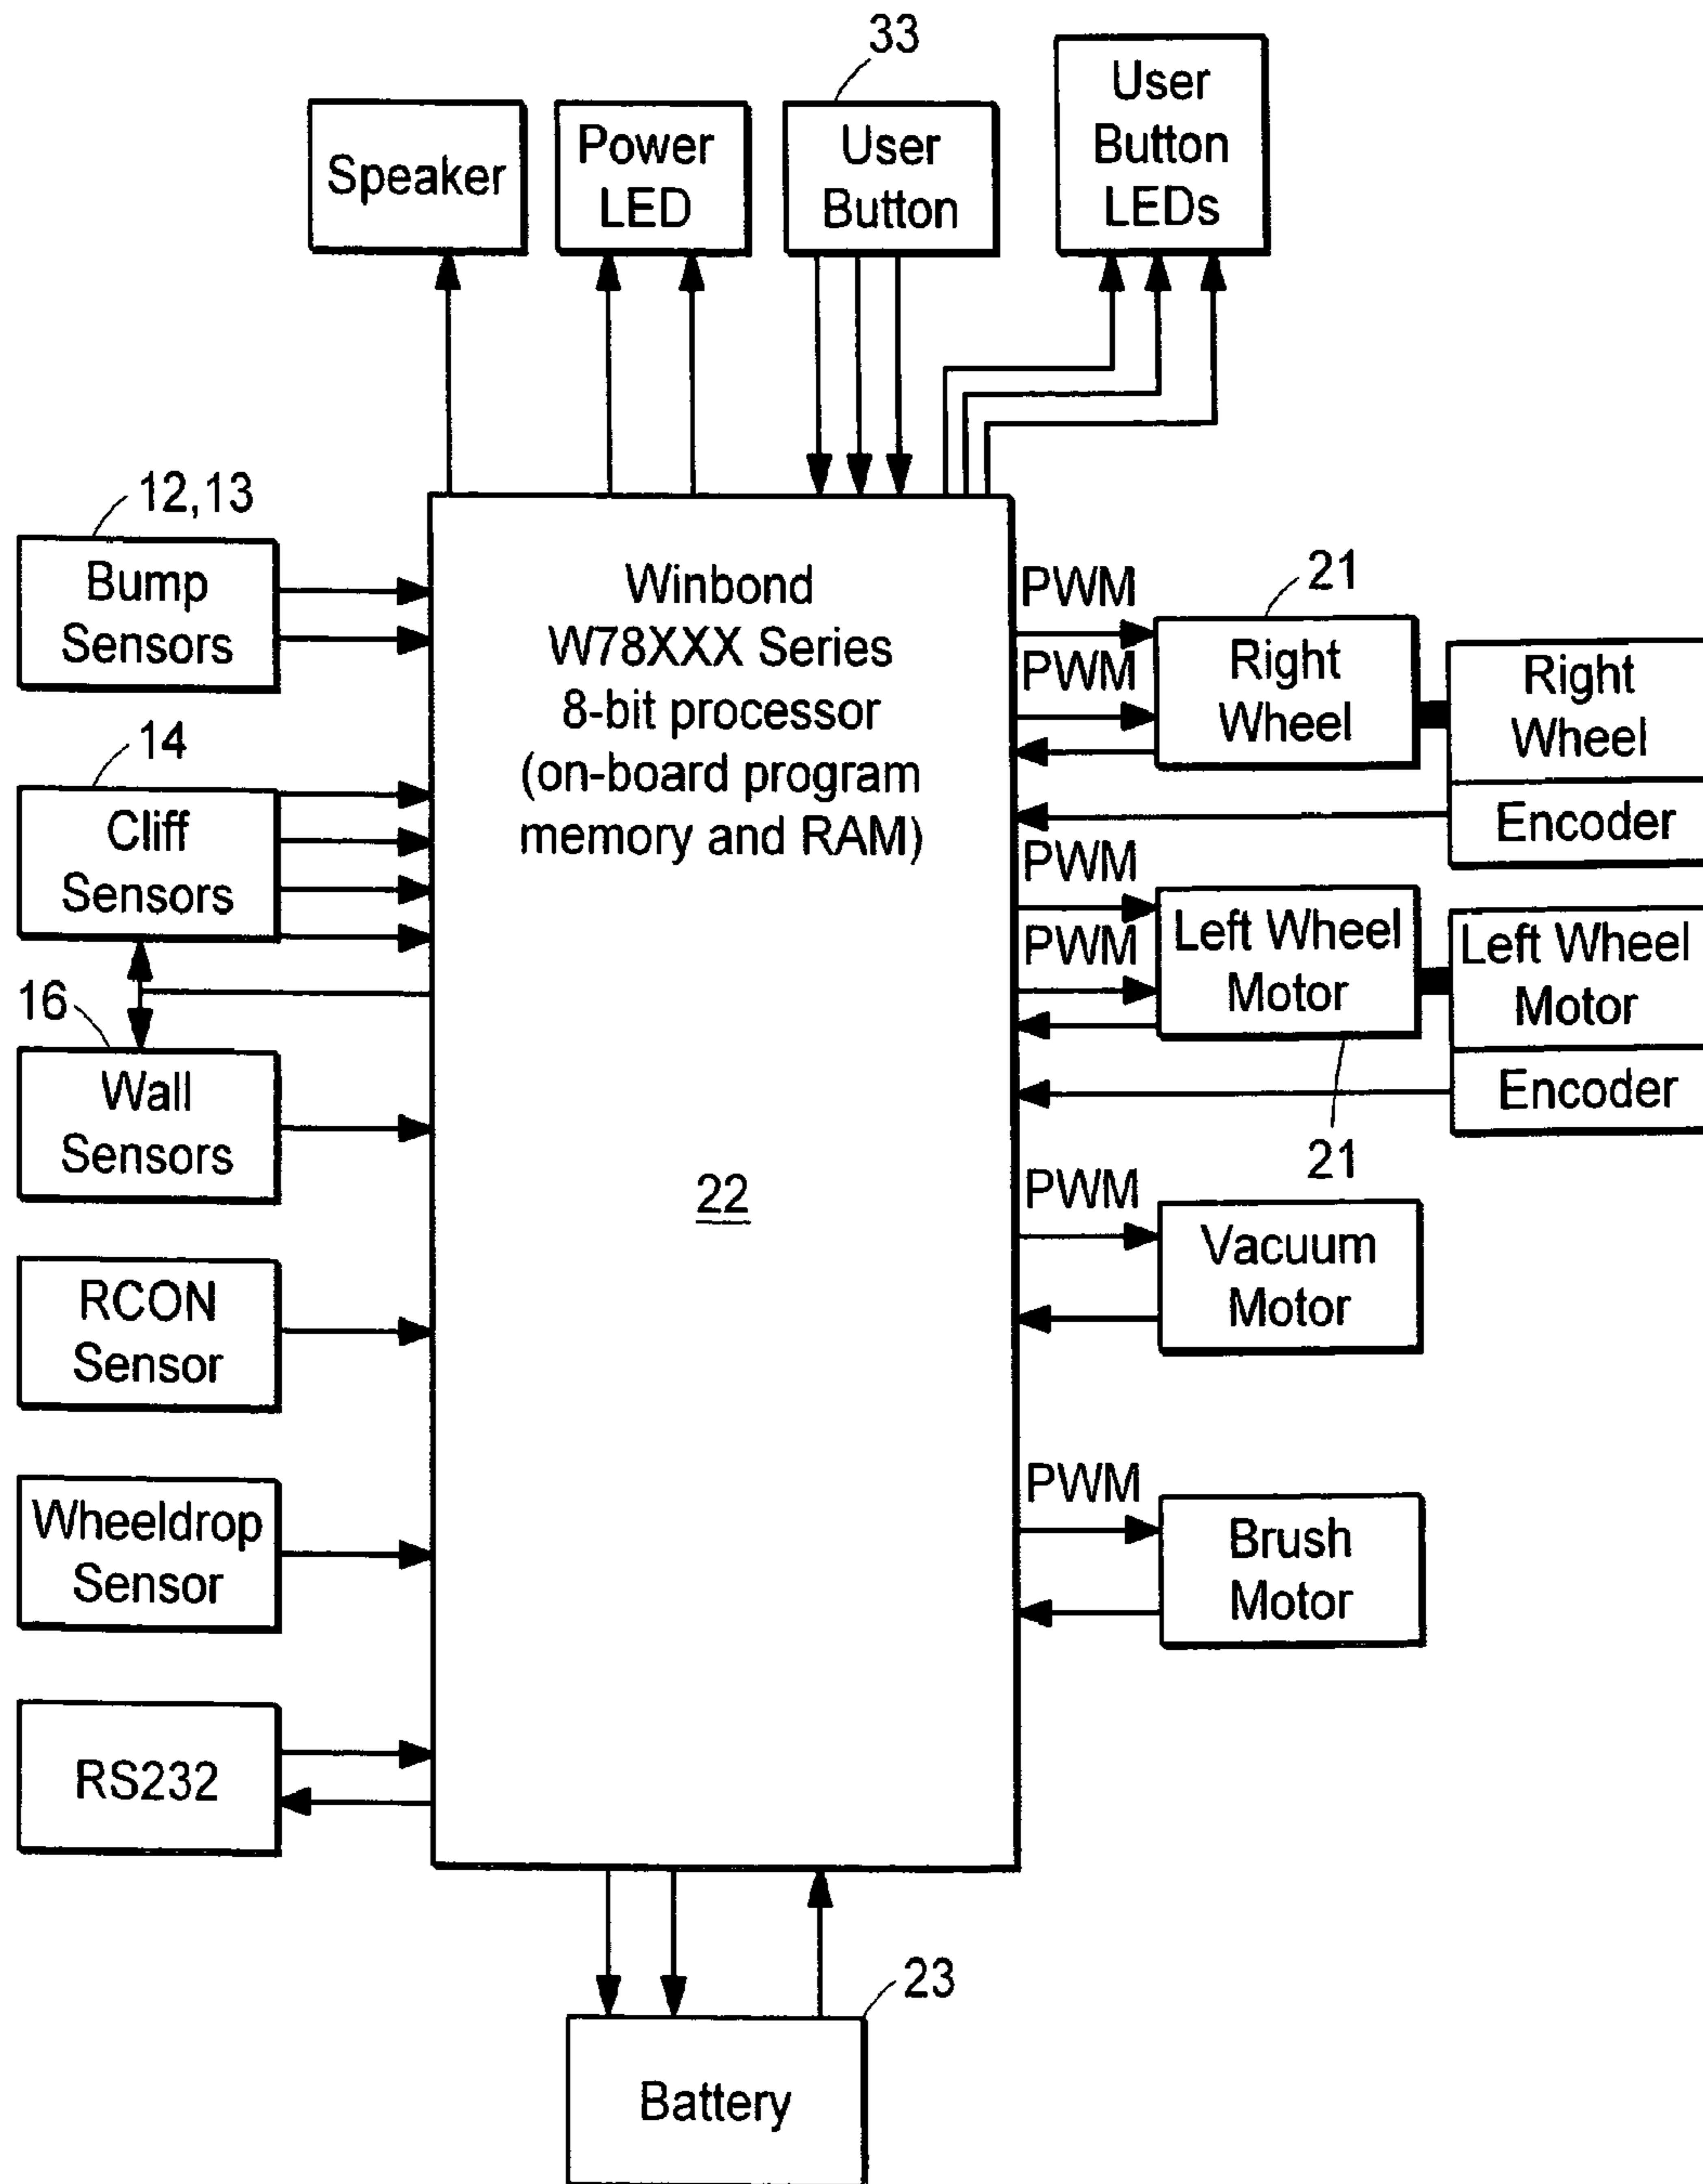 33
Speaker
Power
LED
User
Button
User
Button
LEDs
12,13
Bump
Sensors
14
Cliff
Sensors
16
Wall
Sensors
RCON
Sensor
Wheeldrop
Sensor
RS232
Winbond
W78XXX Series
8-bit processor
(on-board program
memory and RAM)
22
PWM
PWM
21
Right
Wheel
Right
Wheel
Encoder
PWM
PWM
Left Wheel
Motor
21
Left Wheel
Motor
Encoder
PWM
Vacuum
Motor
PWM
Brush
Motor
23
Battery